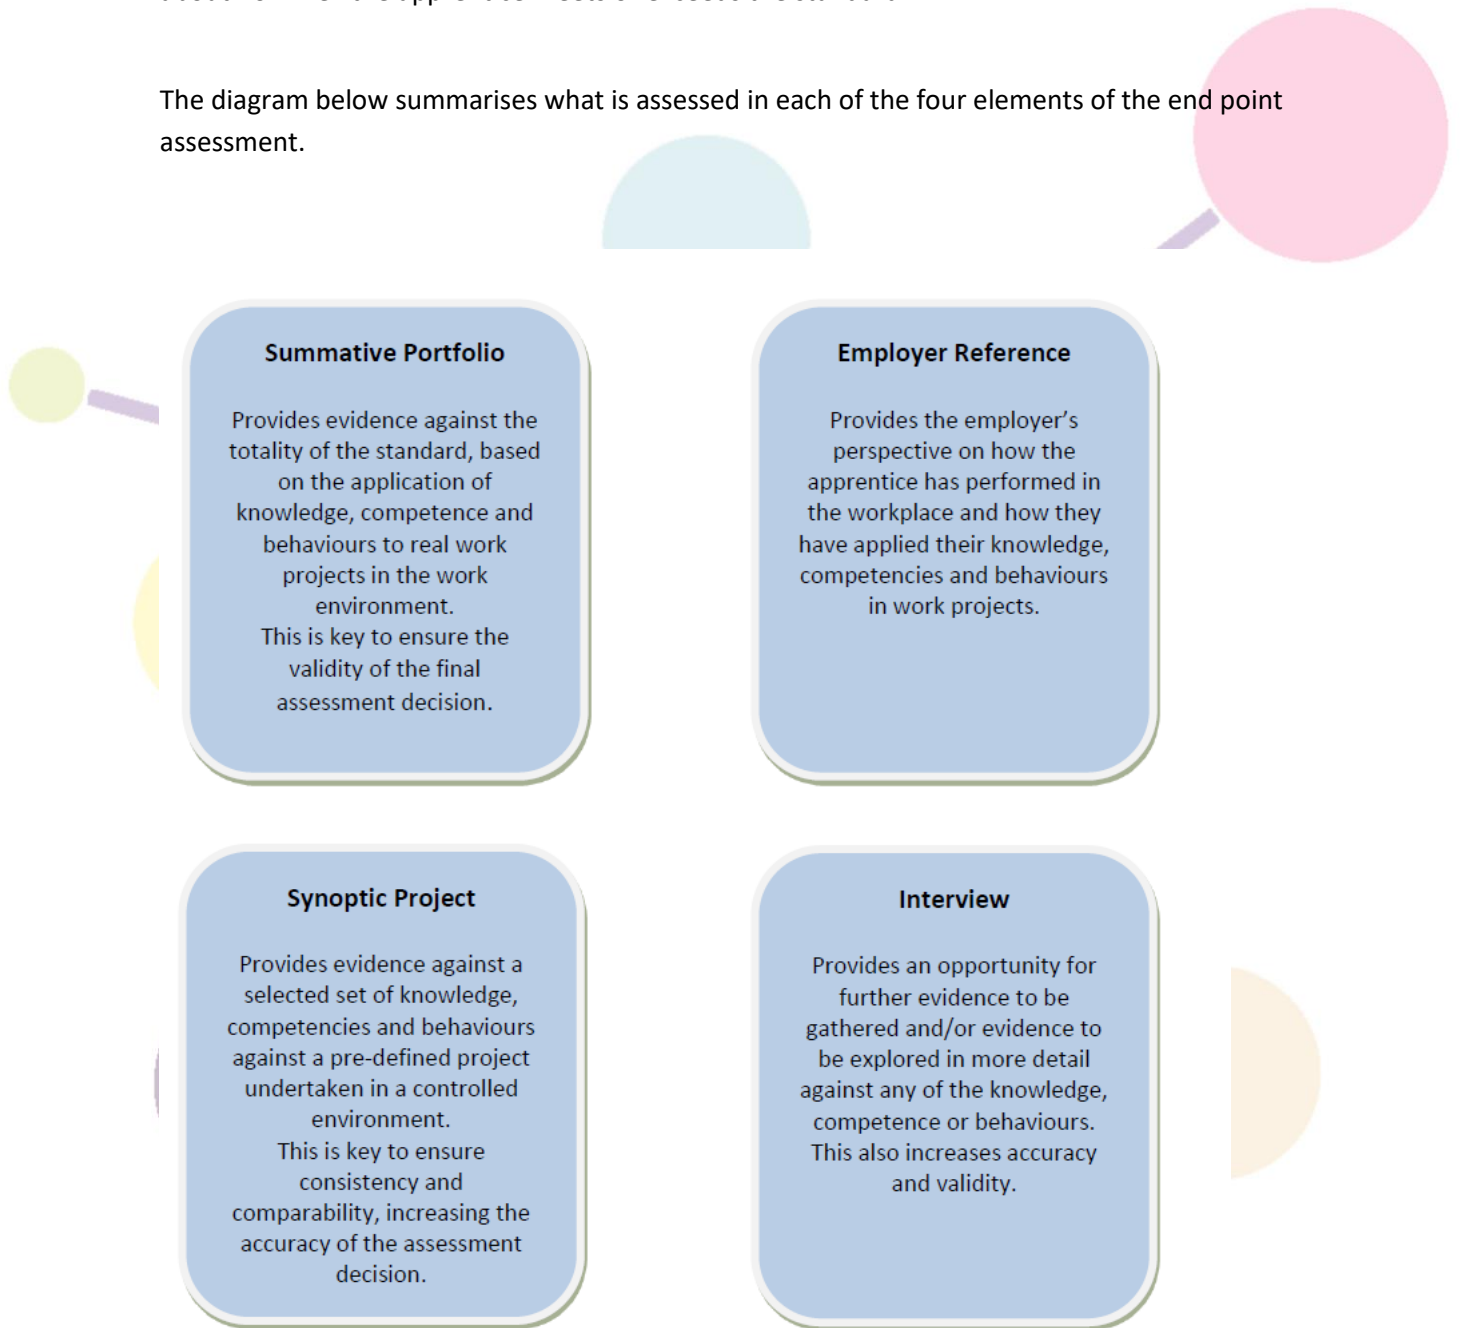 The diagram below summarises what is assessed in each of the four elements of the end point
assessment.
Summative Portfolio
Provides evidence against the
totality of the standard, based
on the application of
knowledge, competence and
behaviours to real work
projects in the work
environment.
This is key to ensure the
validity of the final
assessment decision.
Employer Reference
Provides the employer’s
perspective on how the
apprentice has performed in
the workplace and how they
have applied their knowledge,
competencies and behaviours
in work projects.
Synoptic Project
Provides evidence against a
selected set of knowledge,
competencies and behaviours
against a pre-defined project
undertaken in a controlled
environment.
This is key to ensure
consistency and
comparability, increasing the
accuracy of the assessment
decision.
Interview
Provides an opportunity for
further evidence to be
gathered and/or evidence to
be explored in more detail
against any of the knowledge,
competence or behaviours.
This also increases accuracy
and validity.